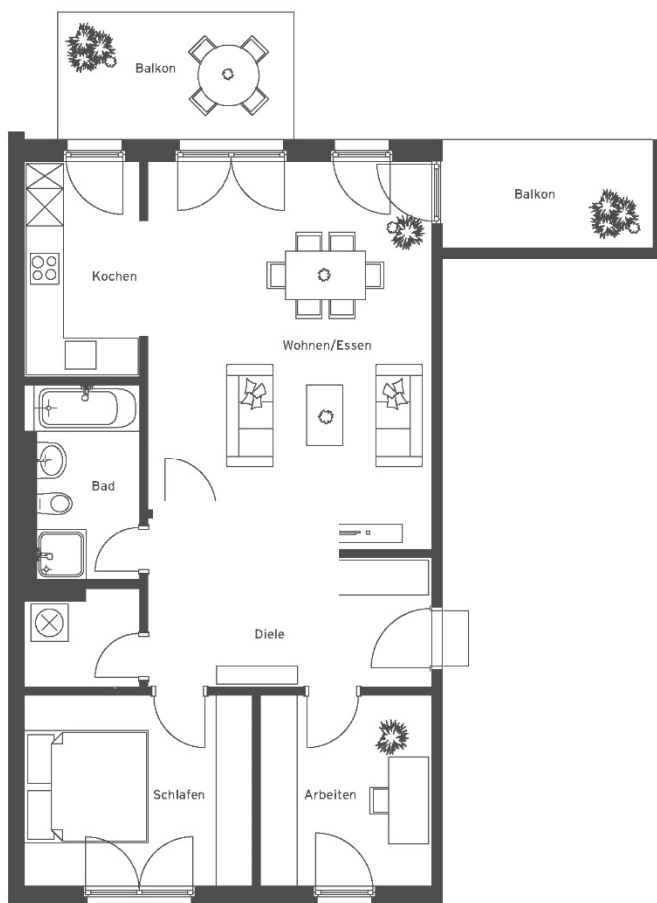 Balkon
Balkon
Kochen
Wohnen/Essen
Bad
Diele
Schlafen
Arbeiten